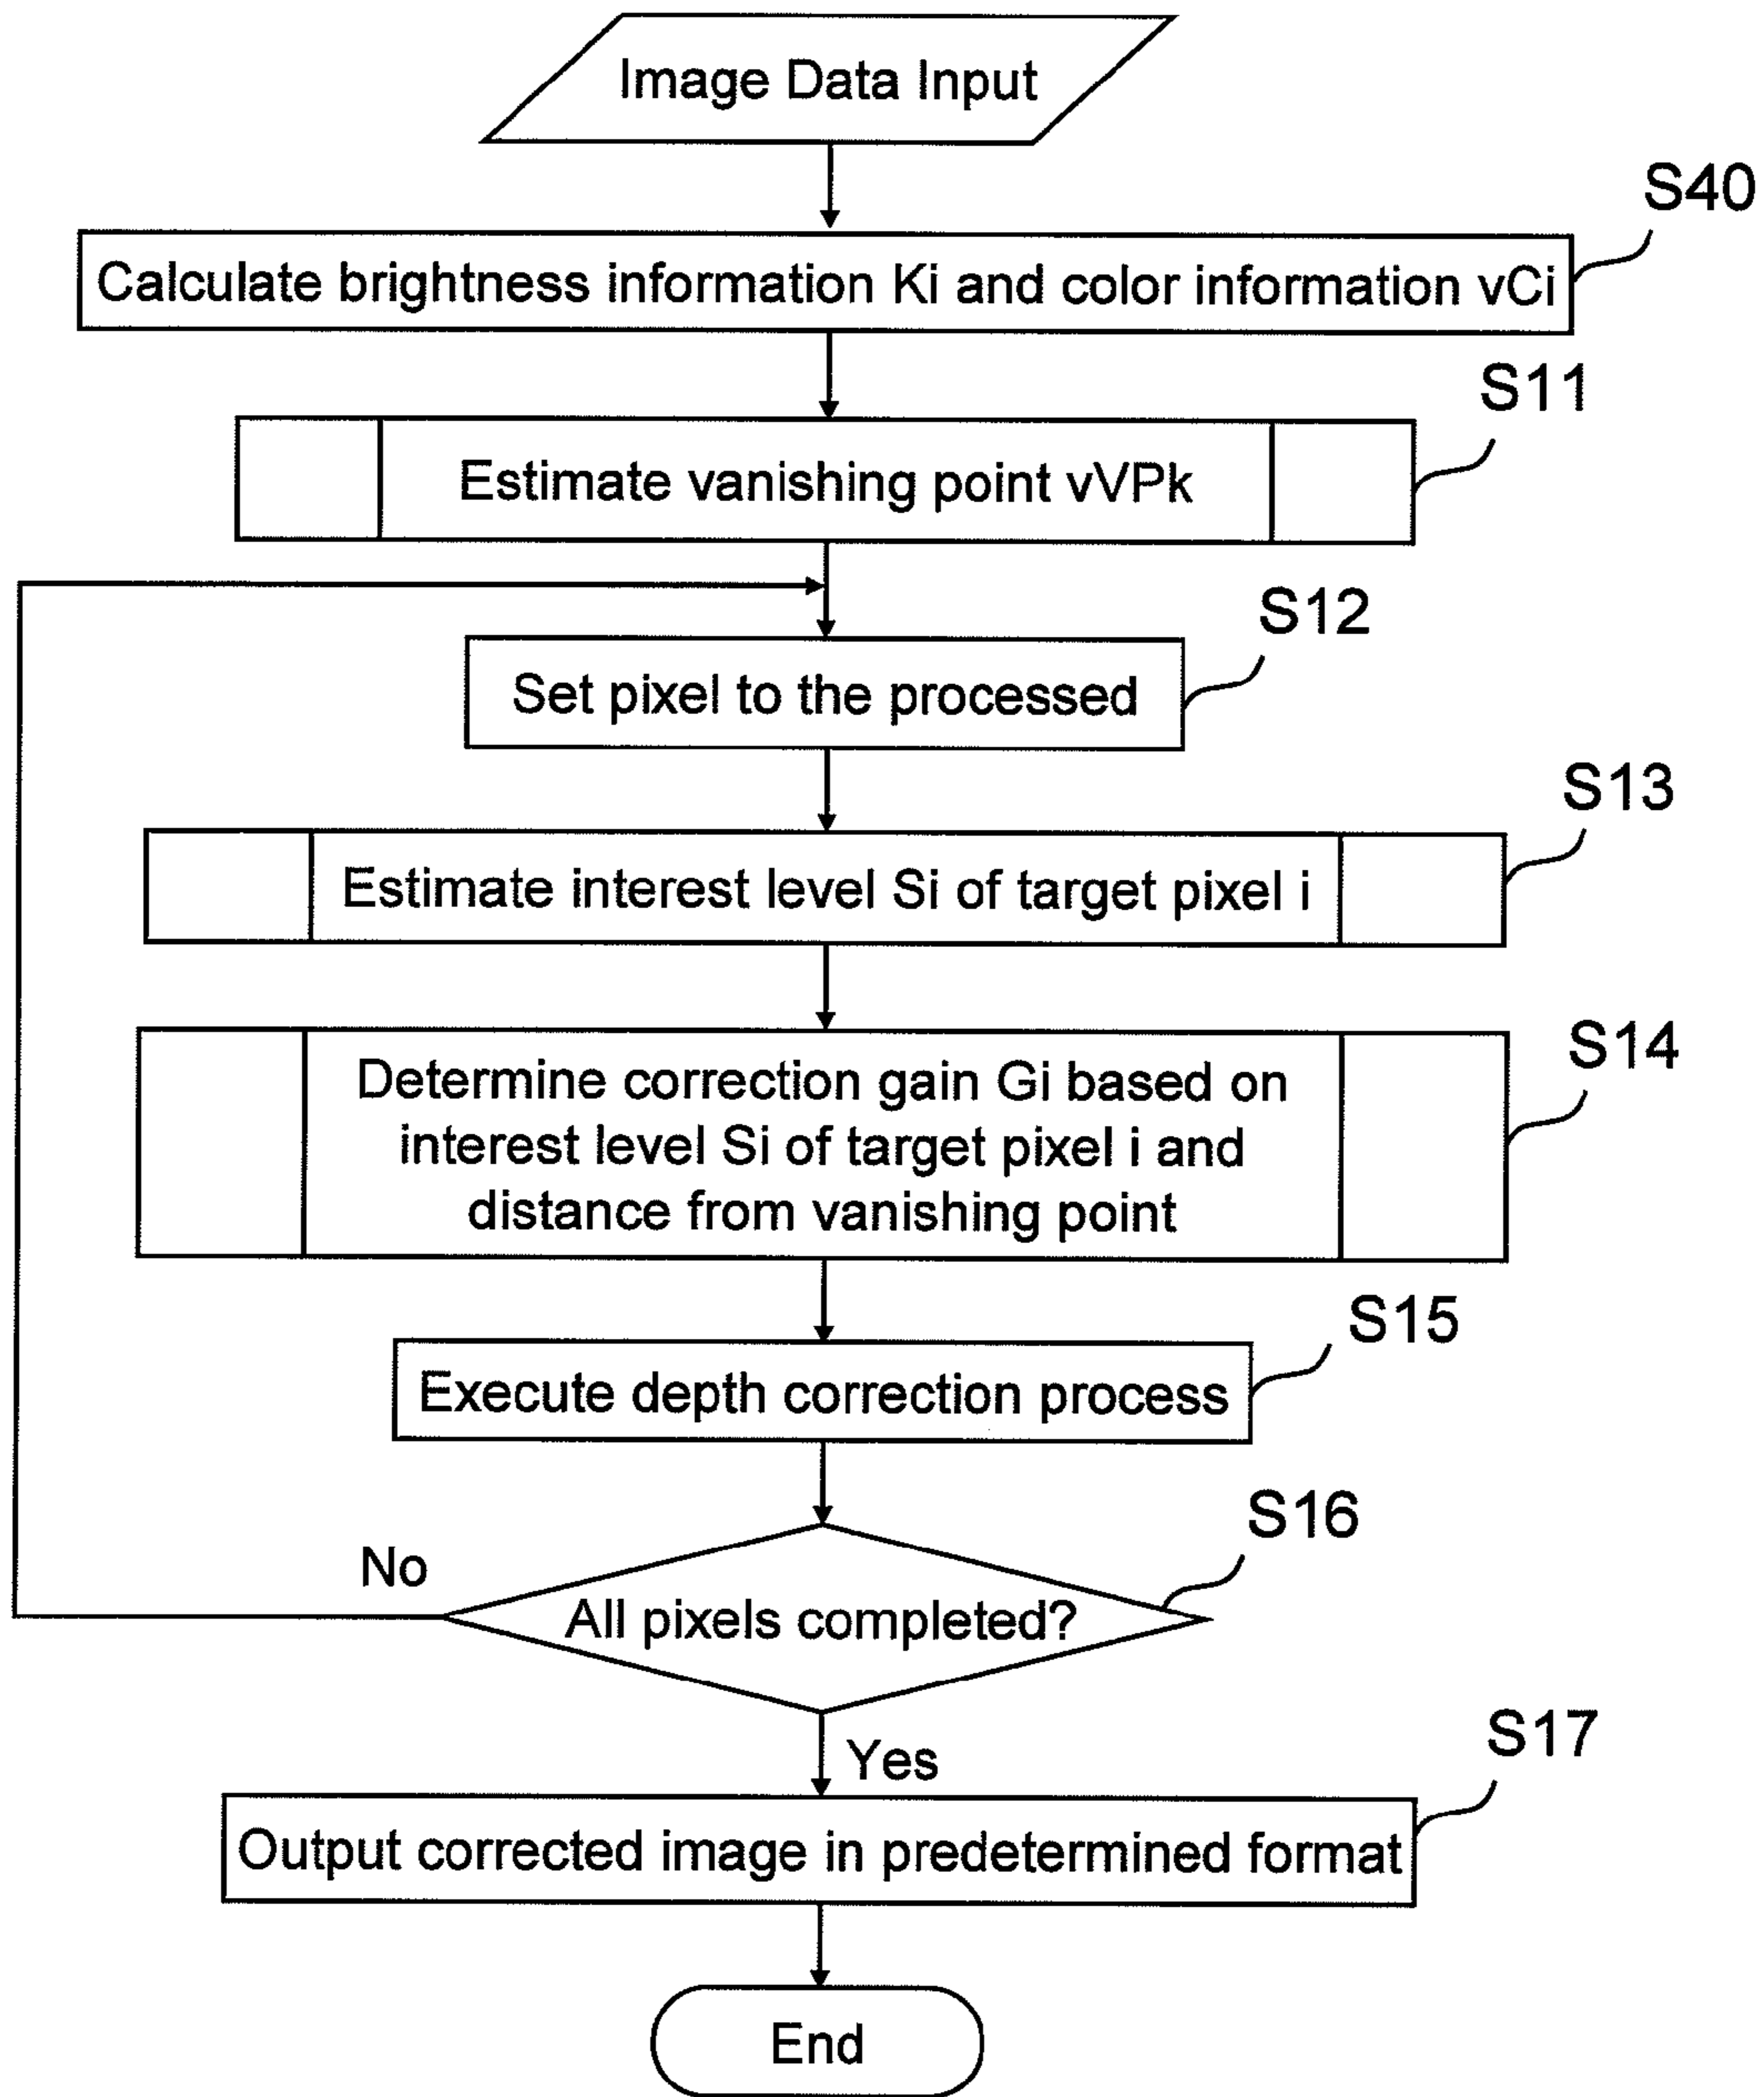 Image Data Input
S40
Calculate brightness information Ki and color information vCi
S11
Estimate vanishing point vVPk
S12
Set pixel to the processed
S13
Estimate interest level Si of target pixel i
S14
Determine correction gain Gi based on
interest level Si of target pixel i and
distance from vanishing point
S15
Execute depth correction process
S16
No
All pixels completed?
Yes
S17
Output corrected image in predetermined format
End